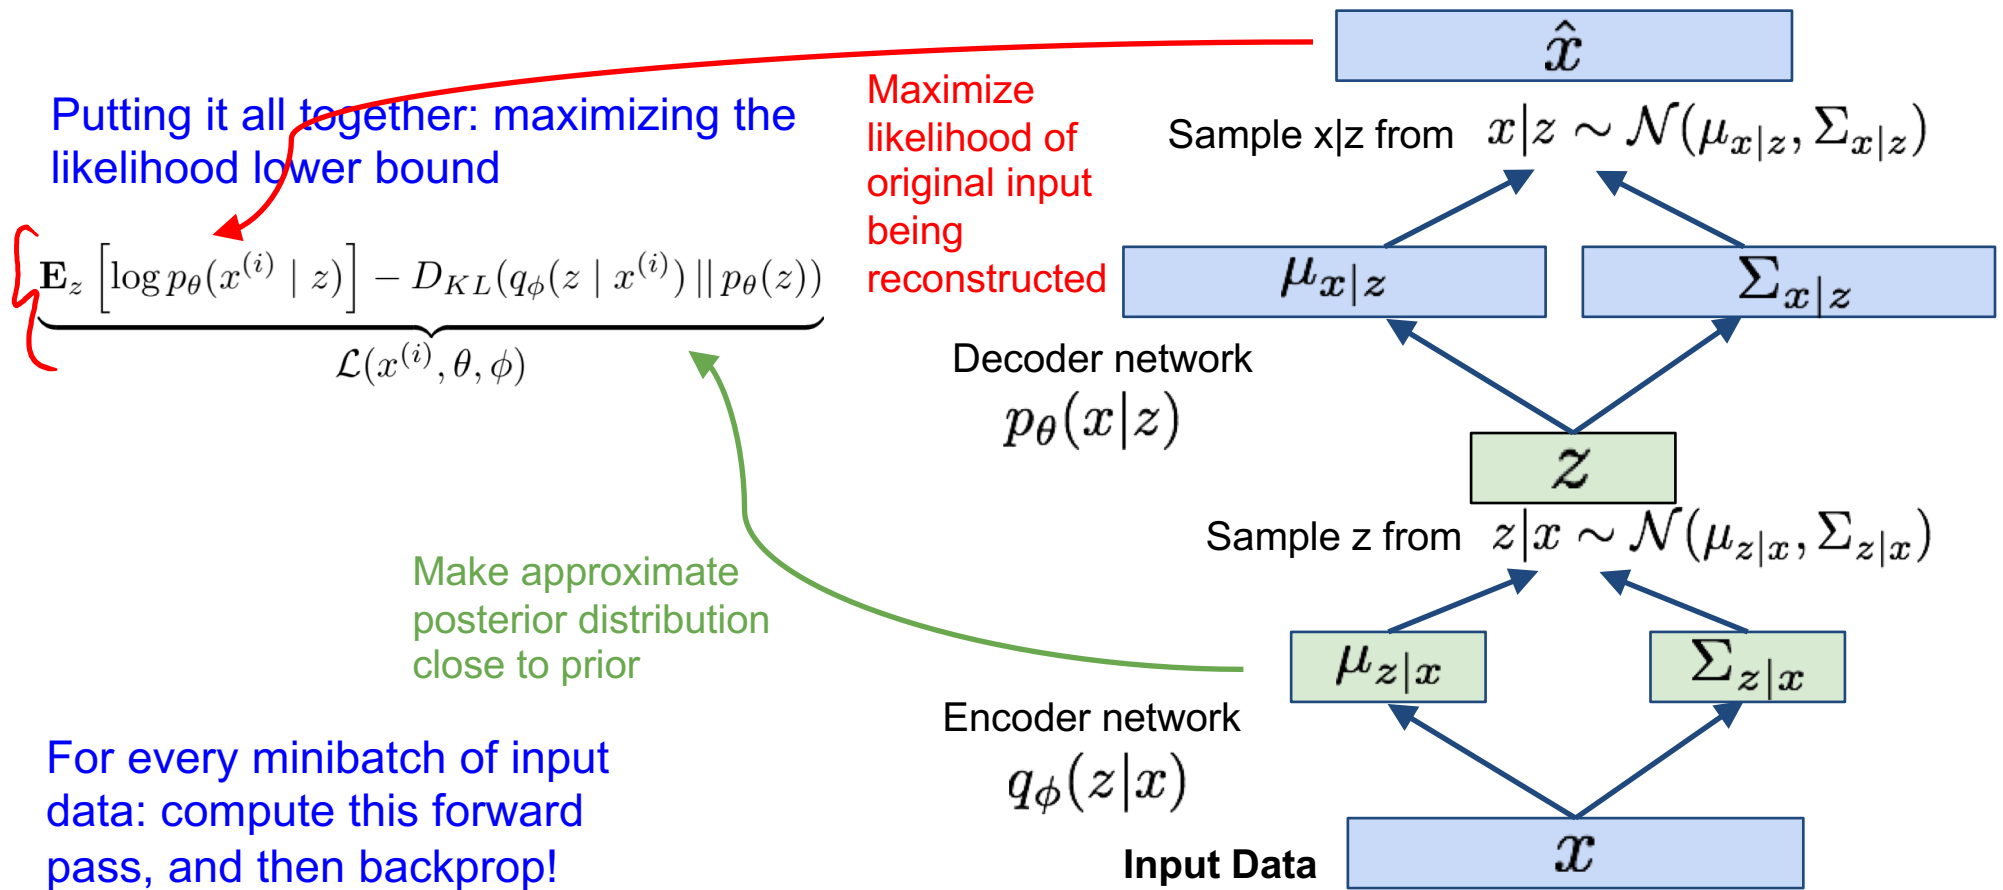 Putting it all together: maximizing the
likelihood lower bound
𝐄_z [log p_θ(x^(i) | z)] − D_KL(q_ϕ(z | x^(i)) || p_θ(z))
ℒ(x^(i), θ, ϕ)
Make approximate
posterior distribution
close to prior
For every minibatch of input
data: compute this forward
pass, and then backprop!
Maximize
likelihood of
original input
being
reconstructed
x̂
Sample x|z from x|z ∼ 𝒩(μ_x|z, Σ_x|z)
μ_x|z Σ_x|z
Decoder network
p_θ(x|z)
z
Sample z from z|x ∼ 𝒩(μ_z|x, Σ_z|x)
μ_z|x Σ_z|x
Encoder network
q_ϕ(z|x)
Input Data x